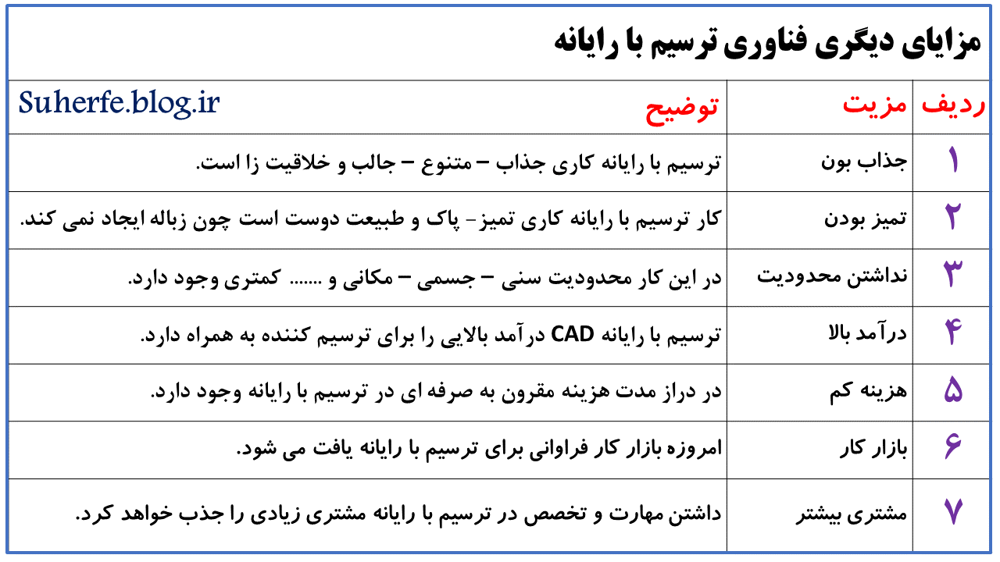 مزایای دیگری فناوری ترسیم با رایانه
ردیف مزیت توضیح Suherfe.blog.ir
۱ جذاب بون ترسیم با رایانه کاری جذاب – متنوع – جالب و خلاقیت زا است.
۲ تمیز بودن کار ترسیم با رایانه کاری تمیز- پاک و طبیعت دوست است چون زباله ایجاد نمی کند.
۳ نداشتن محدودیت در این کار محدودیت سنی – جسمی – مکانی و ....... کمتری وجود دارد.
۴ درآمد بالا ترسیم با رایانه CAD درآمد بالایی را برای ترسیم کننده به همراه دارد.
۵ هزینه کم در دراز مدت هزینه مقرون به صرفه ای در ترسیم با رایانه وجود دارد.
۶ بازار کار امروزه بازار کار فراوانی برای ترسیم با رایانه یافت می شود.
۷ مشتری بیشتر داشتن مهارت و تخصص در ترسیم با رایانه مشتری زیادی را جذب خواهد کرد.